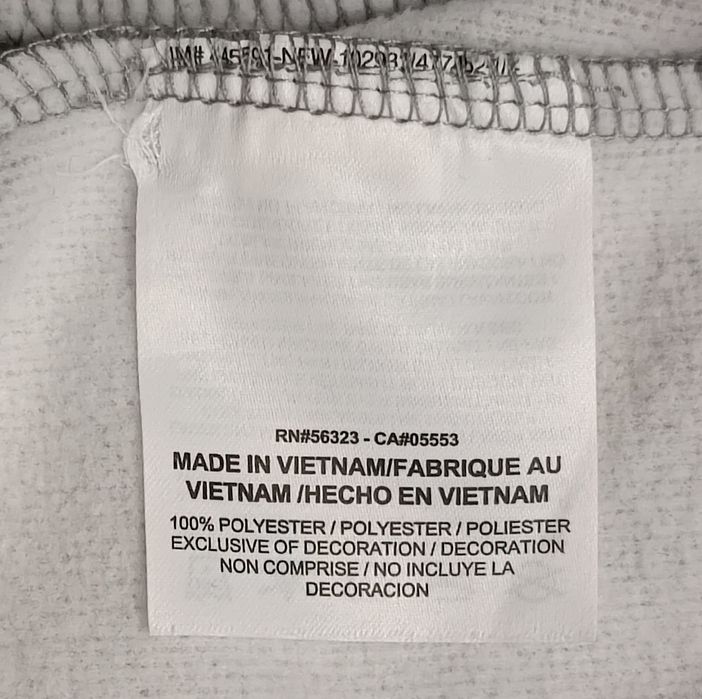 RN#56323 - CA#05553
MADE IN VIETNAM/FABRIQUE AU
VIETNAM /HECHO EN VIETNAM
100% POLYESTER / POLYESTER / POLIESTER
EXCLUSIVE OF DECORATION / DECORATION
NON COMPRISE / NO INCLUYE LA
DECORACION